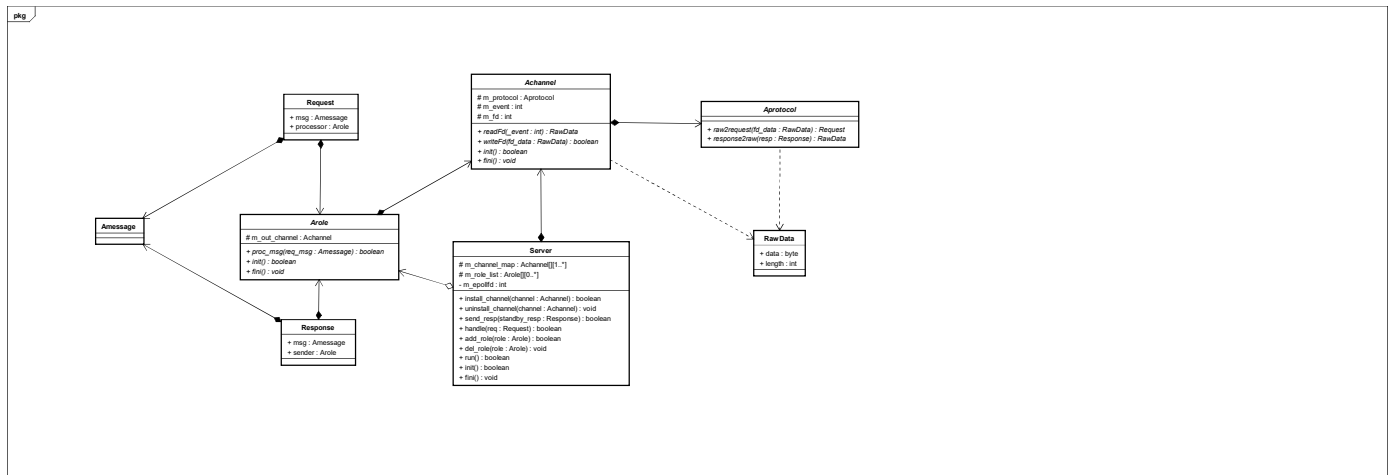 pkg
Achannel
# m_protocol : Aprotocol
# m_event : int
# m_fd : int
+ readFd(_event : int) : RawData
+ writeFd(fd_data : RawData) : boolean
+ init() : boolean
+ fini() : void
Request
+ msg : Amessage
+ processor : Arole
Aprotocol
+ raw2request(fd_data : RawData) : Request
+ response2raw(resp : Response) : RawData
Amessage
Arole
# m_out_channel : Achannel
+ proc_msg(req_msg : Amessage) : boolean
+ init() : boolean
+ fini() : void
RawData
+ data : byte
+ length : int
Server
# m_channel_map : Achannel[][1..*]
# m_role_list : Arole[][0..*]
- m_epollfd : int
+ install_channel(channel : Achannel) : boolean
+ uninstall_channel(channel : Achannel) : void
+ send_resp(standby_resp : Response) : boolean
+ handle(req : Request) : boolean
+ add_role(role : Arole) : boolean
+ del_role(role : Arole) : void
+ run() : boolean
+ init() : boolean
+ fini() : void
Response
+ msg : Amessage
+ sender : Arole